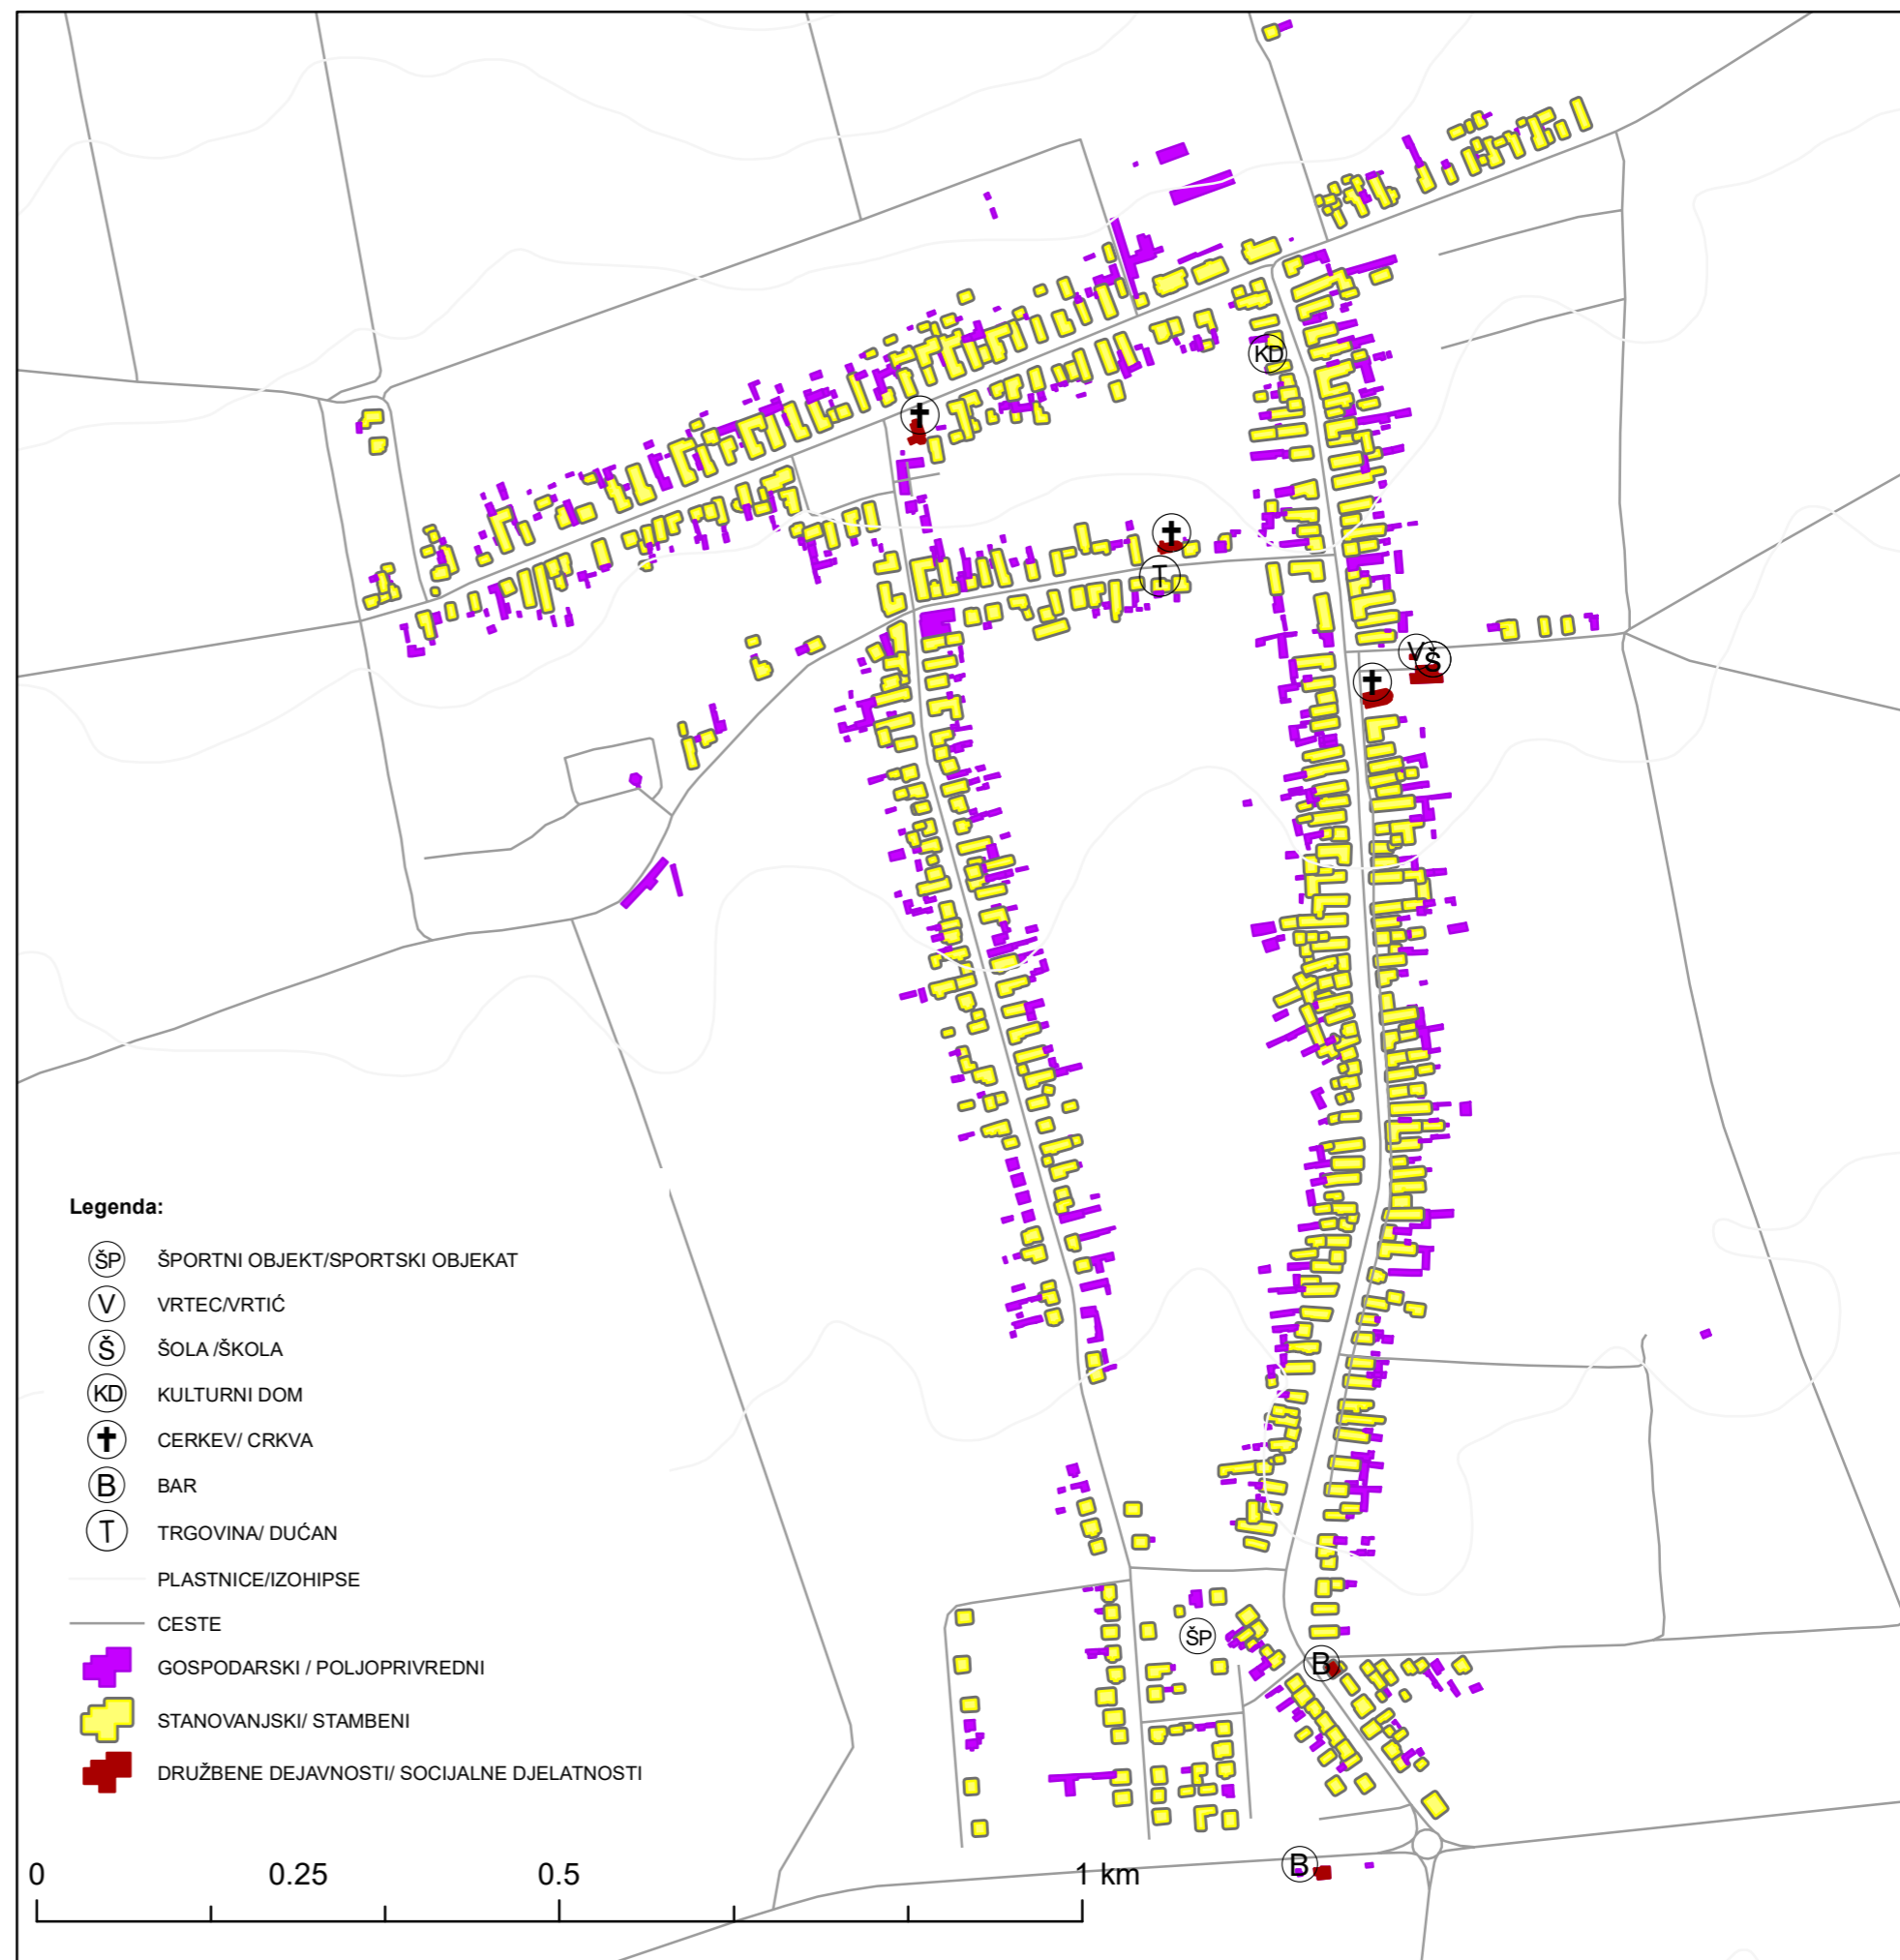 KD
✝
✝
T
V
Š
✝
Legenda:
ŠP ŠPORTNI OBJEKT/SPORTSKI OBJEKAT
V VRTEC/VRTIĆ
Š ŠOLA /ŠKOLA
KD KULTURNI DOM
✝ CERKEV/ CRKVA
B BAR
T TRGOVINA/ DUĆAN
PLASTNICE/IZOHIPSE
CESTE
GOSPODARSKI / POLJOPRIVREDNI
STANOVANJSKI/ STAMBENI
DRUŽBENE DEJAVNOSTI/ SOCIJALNE DJELATNOSTI
ŠP
B
B
0 0.25 0.5 1 km